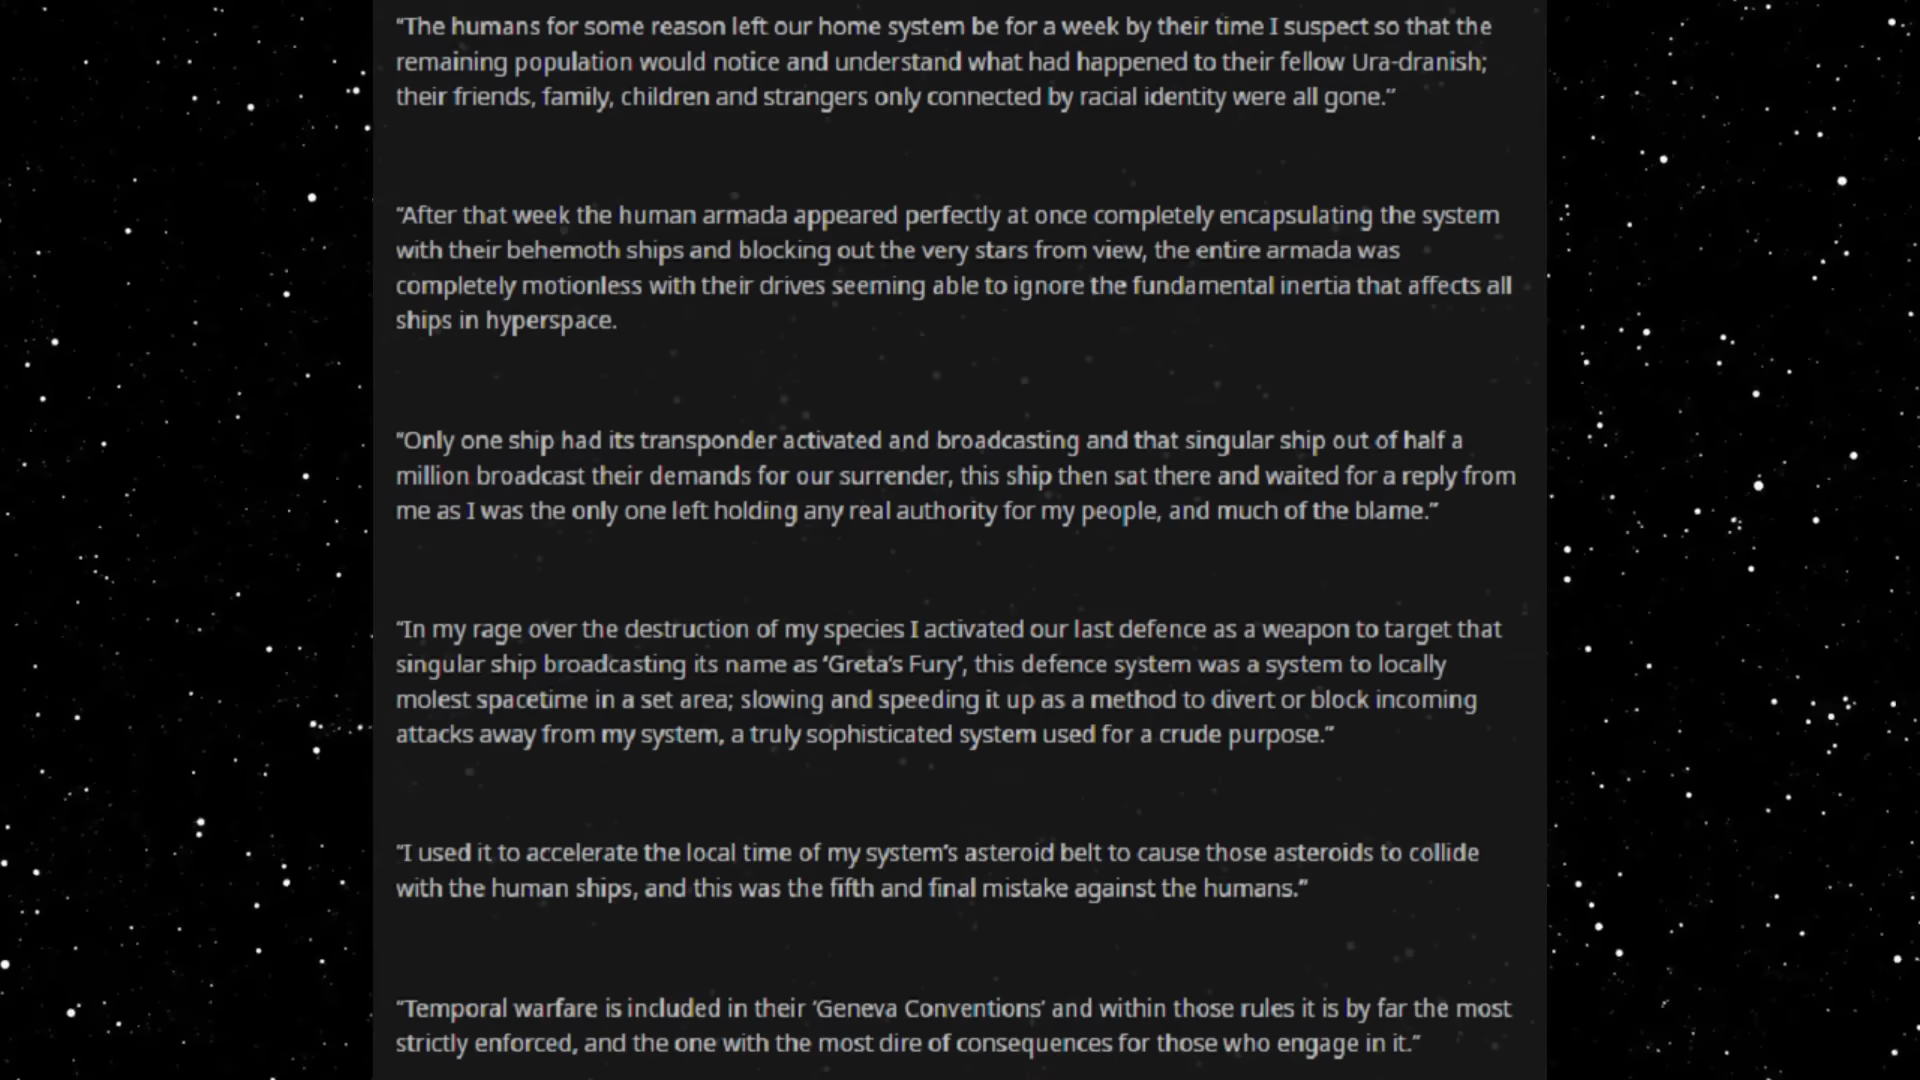 “The humans for some reason left our home system be for a week by their time I suspect so that the
remaining population would notice and understand what had happened to their fellow Ura-dranish;
their friends, family, children and strangers only connected by racial identity were all gone.”
“After that week the human armada appeared perfectly at once completely encapsulating the system
with their behemoth ships and blocking out the very stars from view, the entire armada was
completely motionless with their drives seeming able to ignore the fundamental inertia that affects all
ships in hyperspace.
“Only one ship had its transponder activated and broadcasting and that singular ship out of half a
million broadcast their demands for our surrender, this ship then sat there and waited for a reply from
me as I was the only one left holding any real authority for my people, and much of the blame.”
“In my rage over the destruction of my species I activated our last defence as a weapon to target that
singular ship broadcasting its name as ‘Greta’s Fury’, this defence system was a system to locally
molest spacetime in a set area; slowing and speeding it up as a method to divert or block incoming
attacks away from my system, a truly sophisticated system used for a crude purpose.”
“I used it to accelerate the local time of my system’s asteroid belt to cause those asteroids to collide
with the human ships, and this was the fifth and final mistake against the humans.”
“Temporal warfare is included in their ‘Geneva Conventions’ and within those rules it is by far the most
strictly enforced, and the one with the most dire of consequences for those who engage in it.”